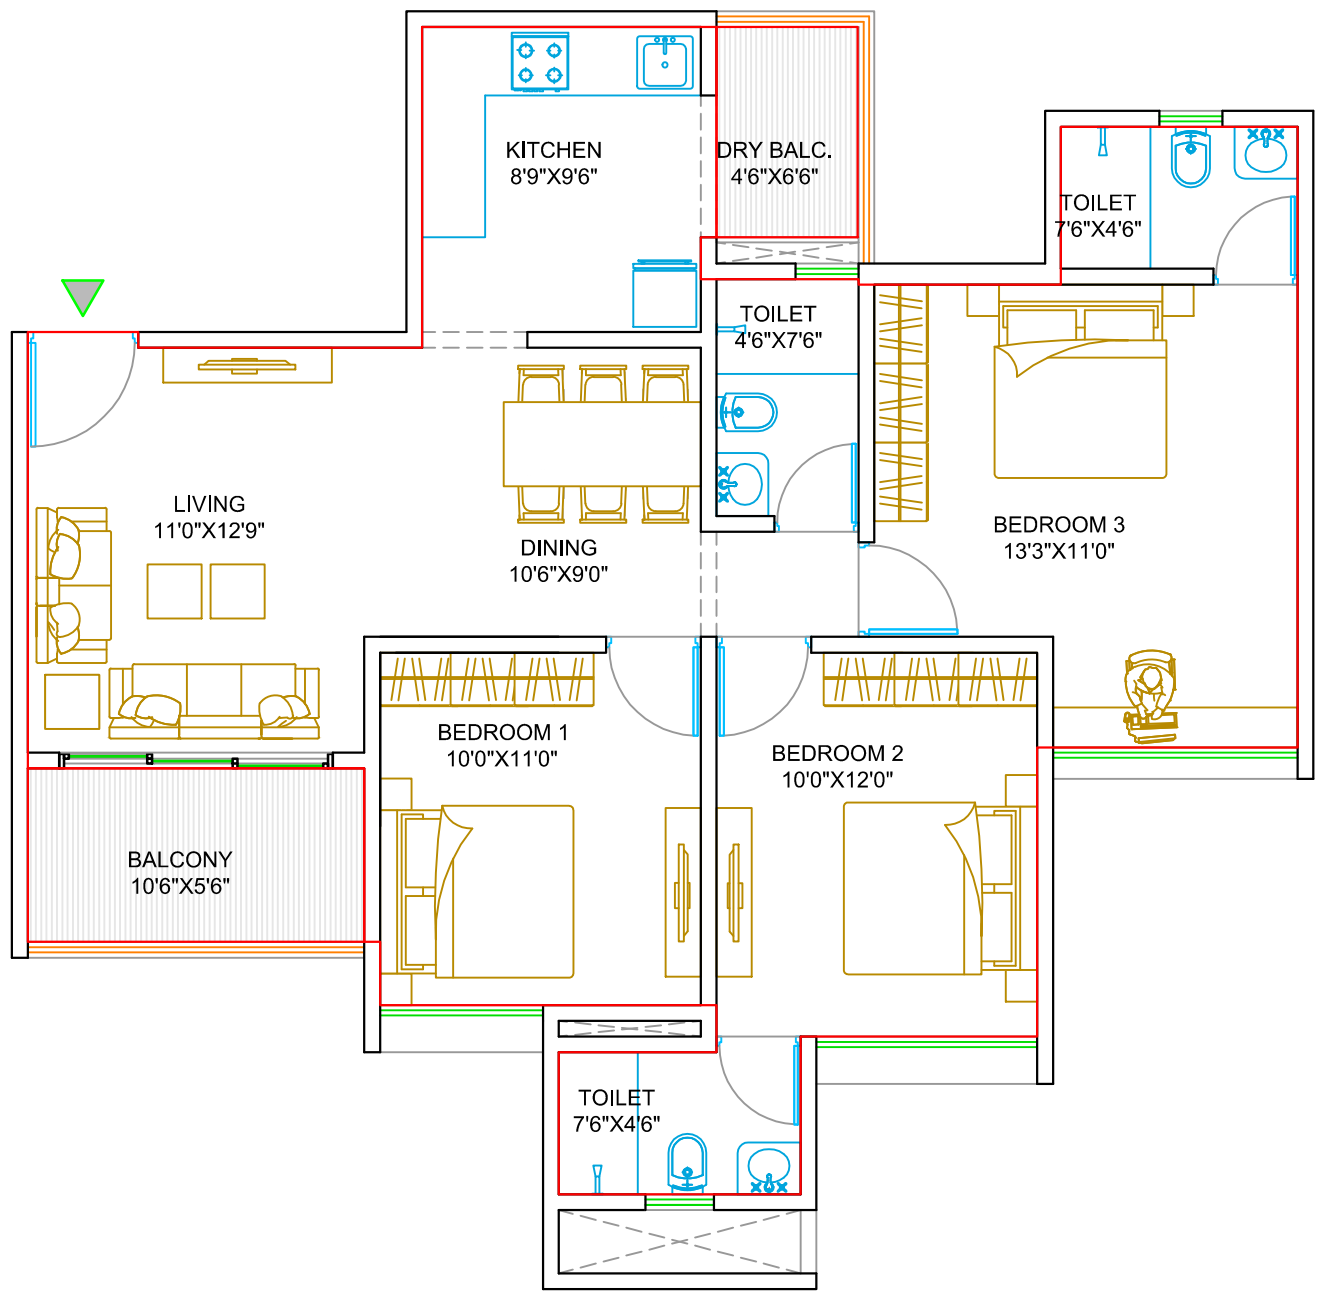 KITCHEN
8'9"X9'6"
DRY BALC.
4'6"X6'6"
TOILET
7'6"X4'6"
TOILET
4'6"X7'6"
LIVING
11'0"X12'9"
DINING
10'6"X9'0"
BEDROOM 3
13'3"X11'0"
BEDROOM 1
10'0"X11'0"
BEDROOM 2
10'0"X12'0"
BALCONY
10'6"X5'6"
TOILET
7'6"X4'6"